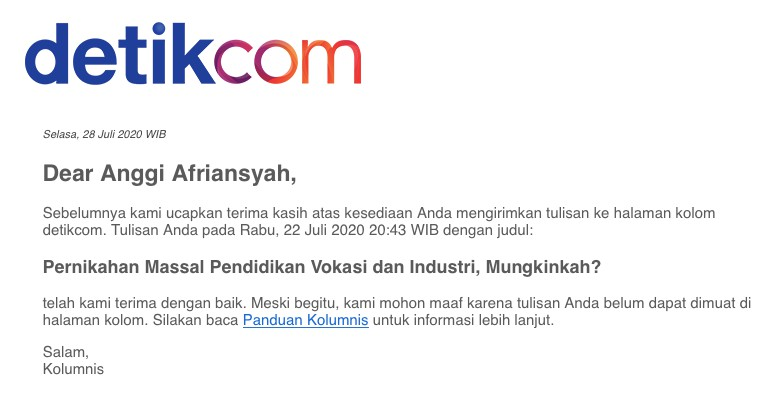 detikcom
Selasa, 28 Juli 2020 WIB
Dear Anggi Afriansyah,
Sebelumnya kami ucapkan terima kasih atas kesediaan Anda mengirimkan tulisan ke halaman kolom
detikcom. Tulisan Anda pada Rabu, 22 Juli 2020 20:43 WIB dengan judul:
Pernikahan Massal Pendidikan Vokasi dan Industri, Mungkinkah?
telah kami terima dengan baik. Meski begitu, kami mohon maaf karena tulisan Anda belum dapat dimuat di
halaman kolom. Silakan baca Panduan Kolumnis untuk informasi lebih lanjut.
Salam,
Kolumnis